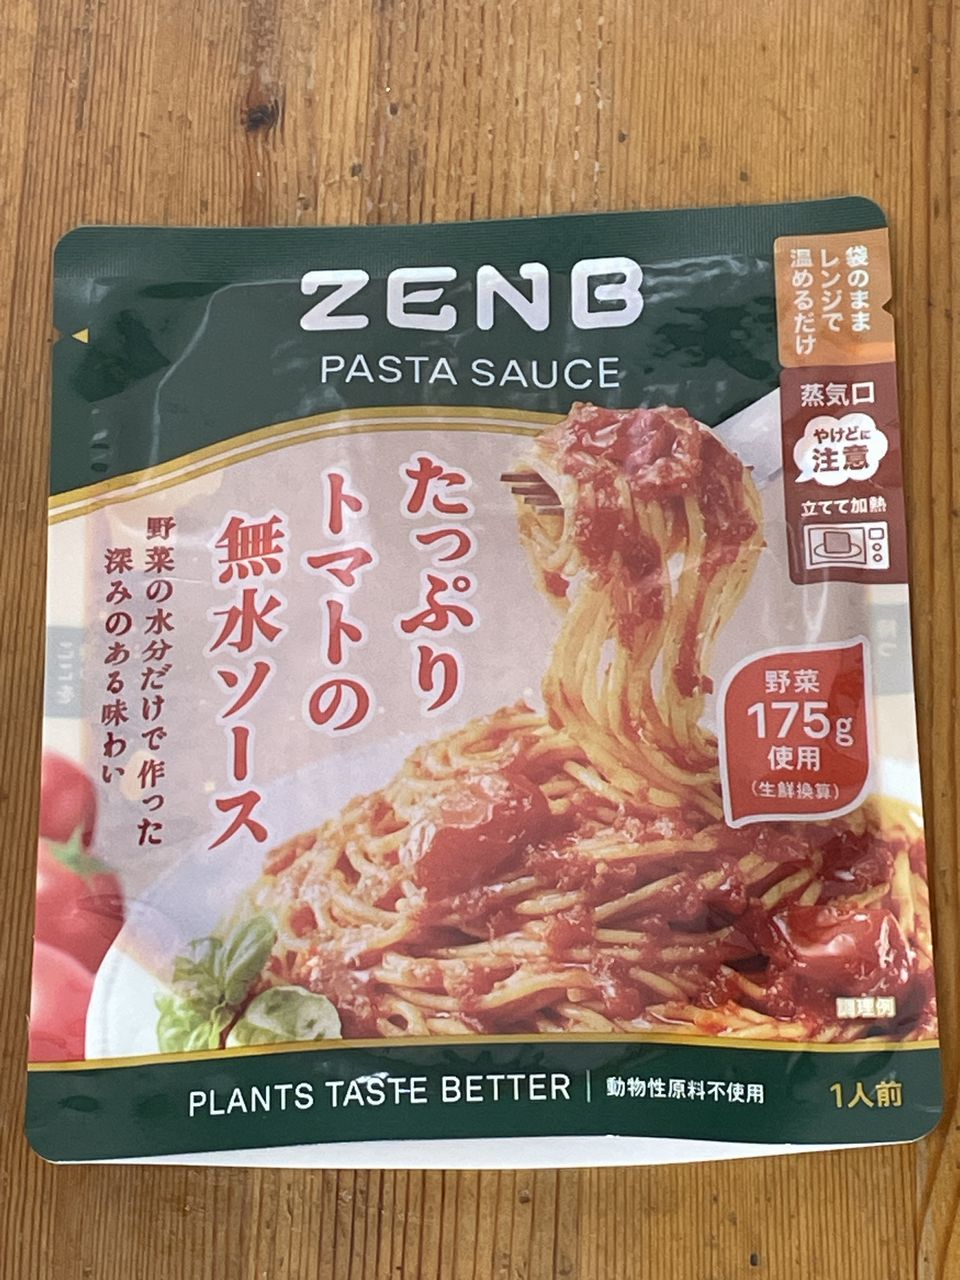 ZENB
PASTA SAUCE
袋のまま
レンジで
温めるだけ
蒸気口
やけどに
注意
立てて加熱
たっぷり
トマトの
無水ソース
野菜の水分だけで作った
深みのある味わい
野菜
175g
使用
(生鮮換算)
調理例
PLANTS TASTE BETTER | 動物性原料不使用
1人前